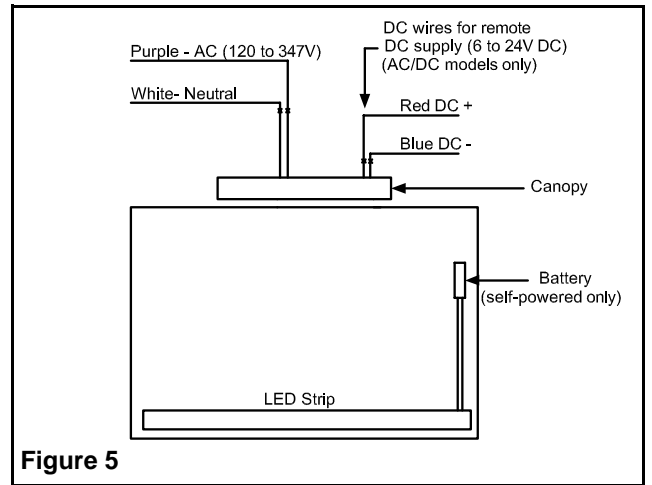 Purple - AC (120 to 347V)
White- Neutral
DC wires for remote
DC supply (6 to 24V DC)
(AC/DC models only)
Red DC +
Blue DC -
Canopy
Battery
(self-powered only)
LED Strip
Figure 5